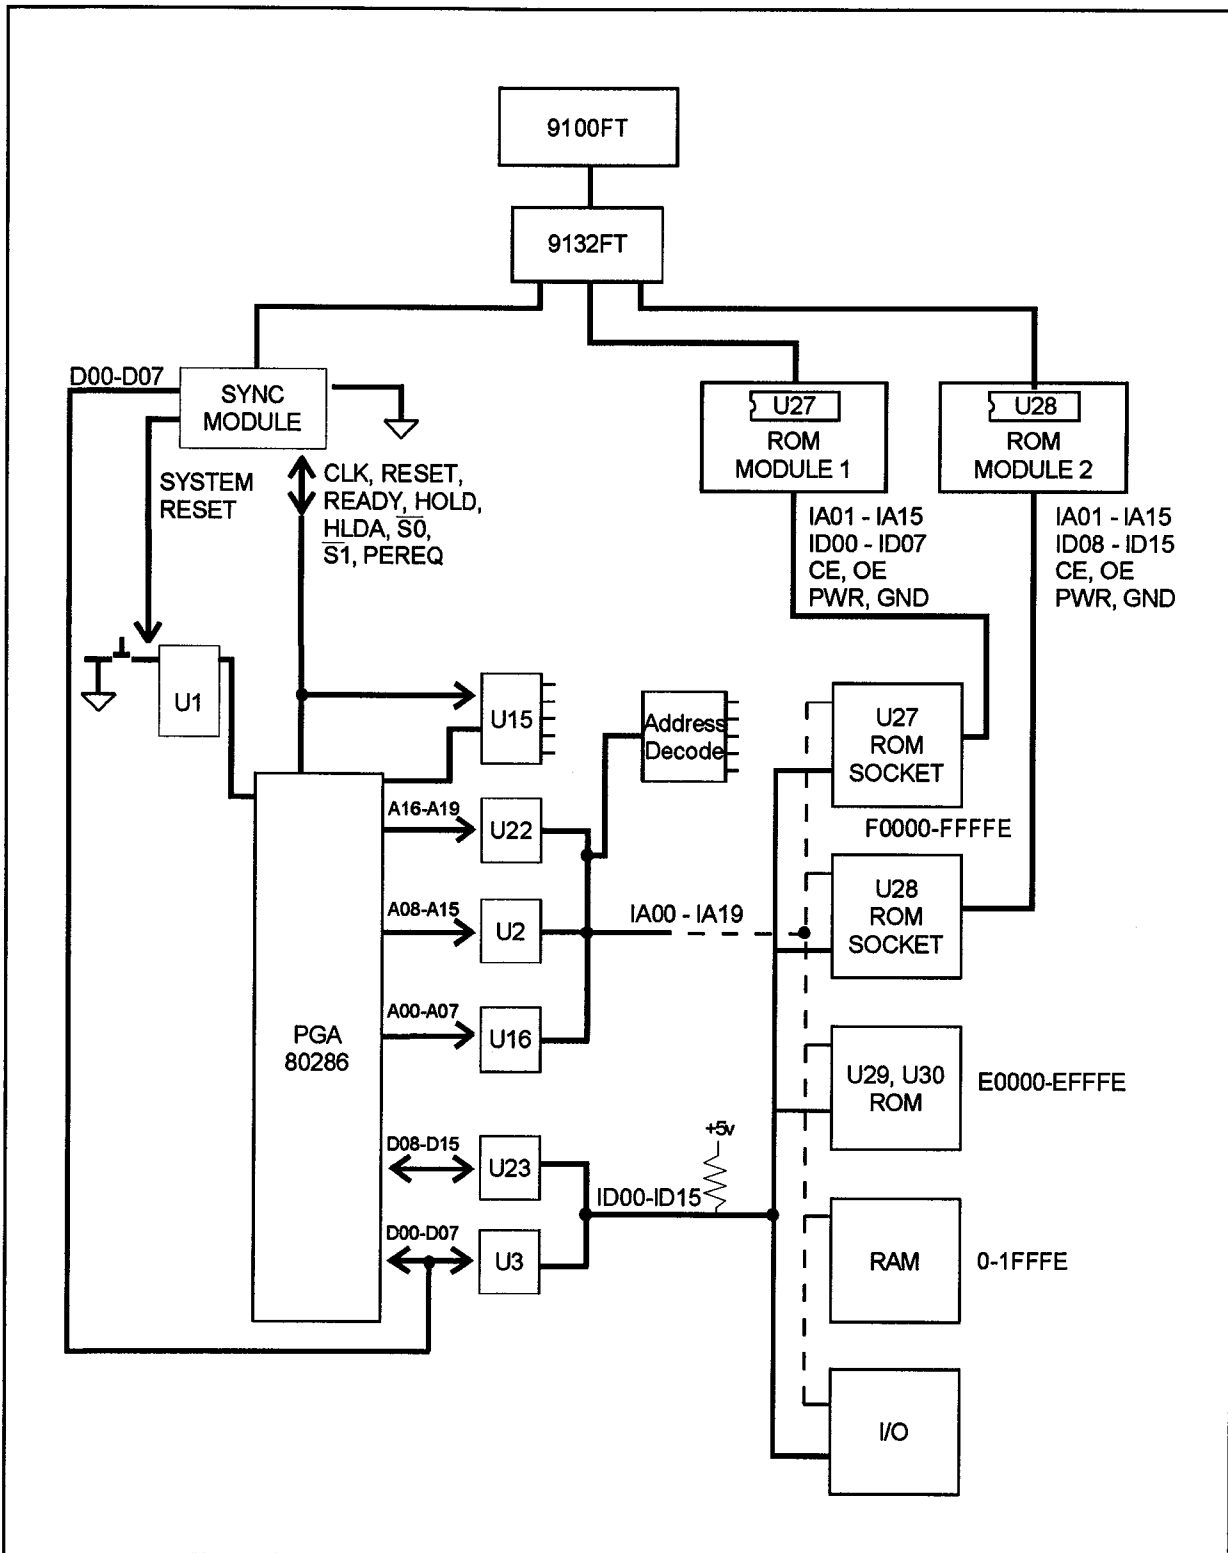 9100FT
9132FT
D00-D07
SYNC
MODULE
U27
ROM
MODULE 1
U28
ROM
MODULE 2
SYSTEM
RESET
CLK, RESET,
READY, HOLD,
HLDA, S̅0̅,
S̅1̅, PEREQ
IA01 - IA15
ID00 - ID07
CE, OE
PWR, GND
IA01 - IA15
ID08 - ID15
CE, OE
PWR, GND
U1
U15
Address
Decode
U27
ROM
SOCKET
F0000-FFFFE
A16-A19
U22
U28
ROM
SOCKET
A08-A15
U2
IA00 - IA19
A00-A07
U16
PGA
80286
U29, U30
ROM
E0000-EFFFE
D08-D15
U23
+5v
ID00-ID15
D00-D07
U3
RAM
0-1FFFE
I/O